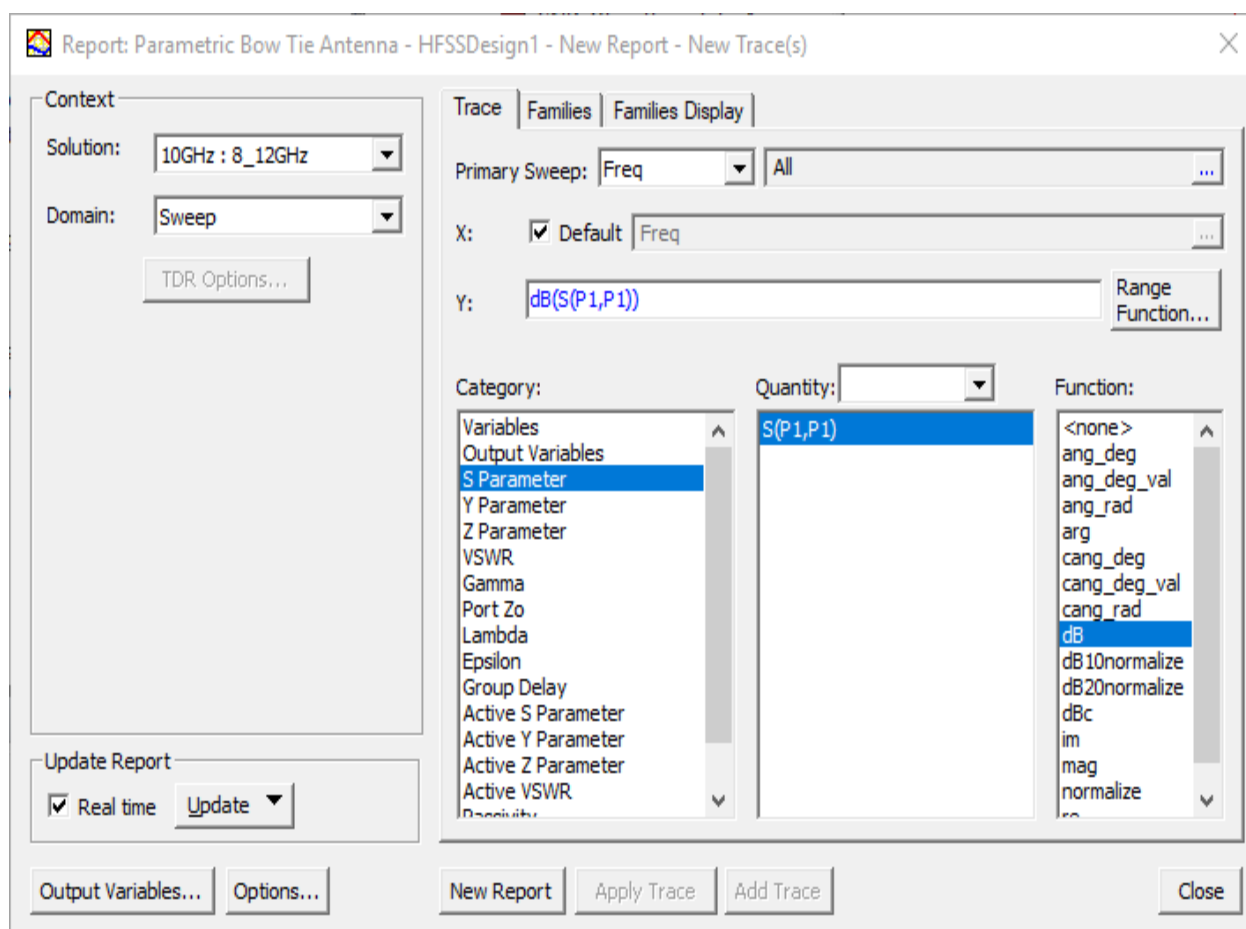 Report: Parametric Bow Tie Antenna - HFSSDesign1 - New Report - New Trace(s)
Context
Solution:
10GHz : 8_12GHz
Domain:
Sweep
TDR Options...
Update Report
Real time
Update
Output Variables...
Options...
Trace
Families
Families Display
Primary Sweep:
Freq
All
...
X:
Default
Freq
...
Y:
dB(S(P1,P1))
Range
Function...
Category:
Variables
Output Variables
S Parameter
Y Parameter
Z Parameter
VSWR
Gamma
Port Zo
Lambda
Epsilon
Group Delay
Active S Parameter
Active Y Parameter
Active Z Parameter
Active VSWR
Passivity
Quantity:
S(P1,P1)
Function:
<none>
ang_deg
ang_deg_val
ang_rad
arg
cang_deg
cang_deg_val
cang_rad
dB
dB10normalize
dB20normalize
dBc
im
mag
normalize
re
New Report
Apply Trace
Add Trace
Close